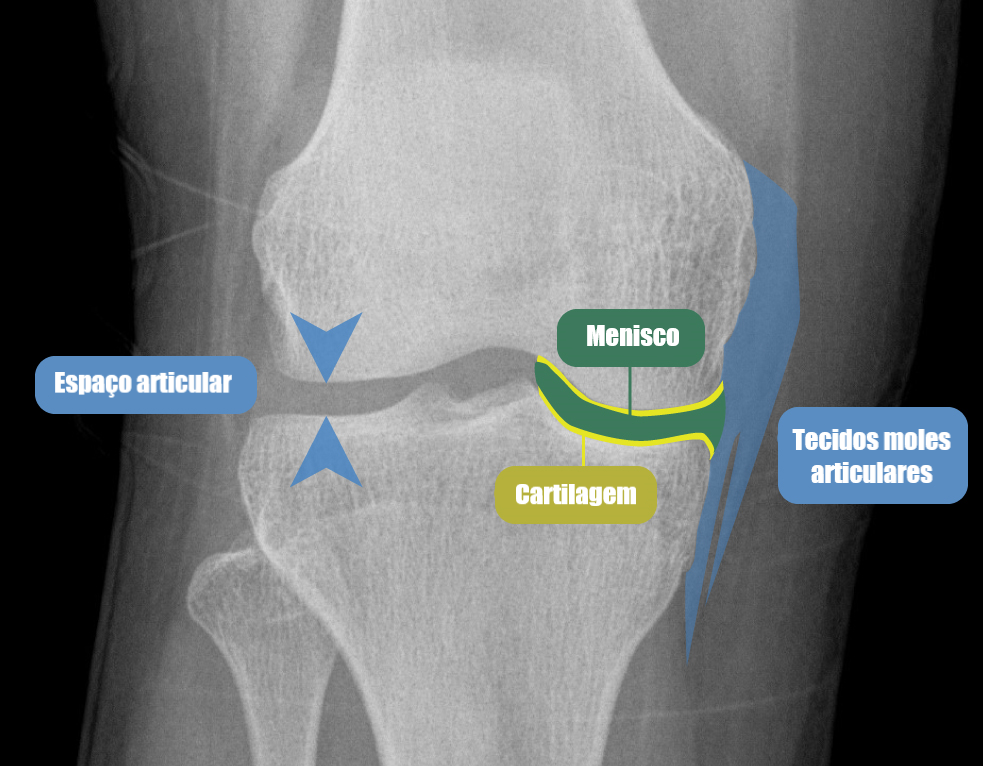 Menisco
Espaço articular
Tecidos moles
articulares
Cartilagem